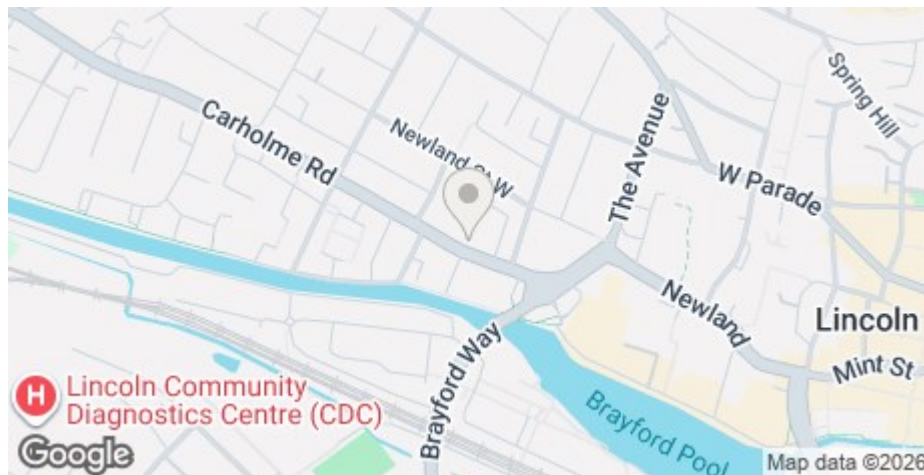 Spring Hill
Carholme Rd
Newland St W
The Avenue
W Parade
Newland
Lincoln
Mint St
Brayford Way
Brayford Pool
H
Lincoln Community
Diagnostics Centre (CDC)
Google
Map data ©2026